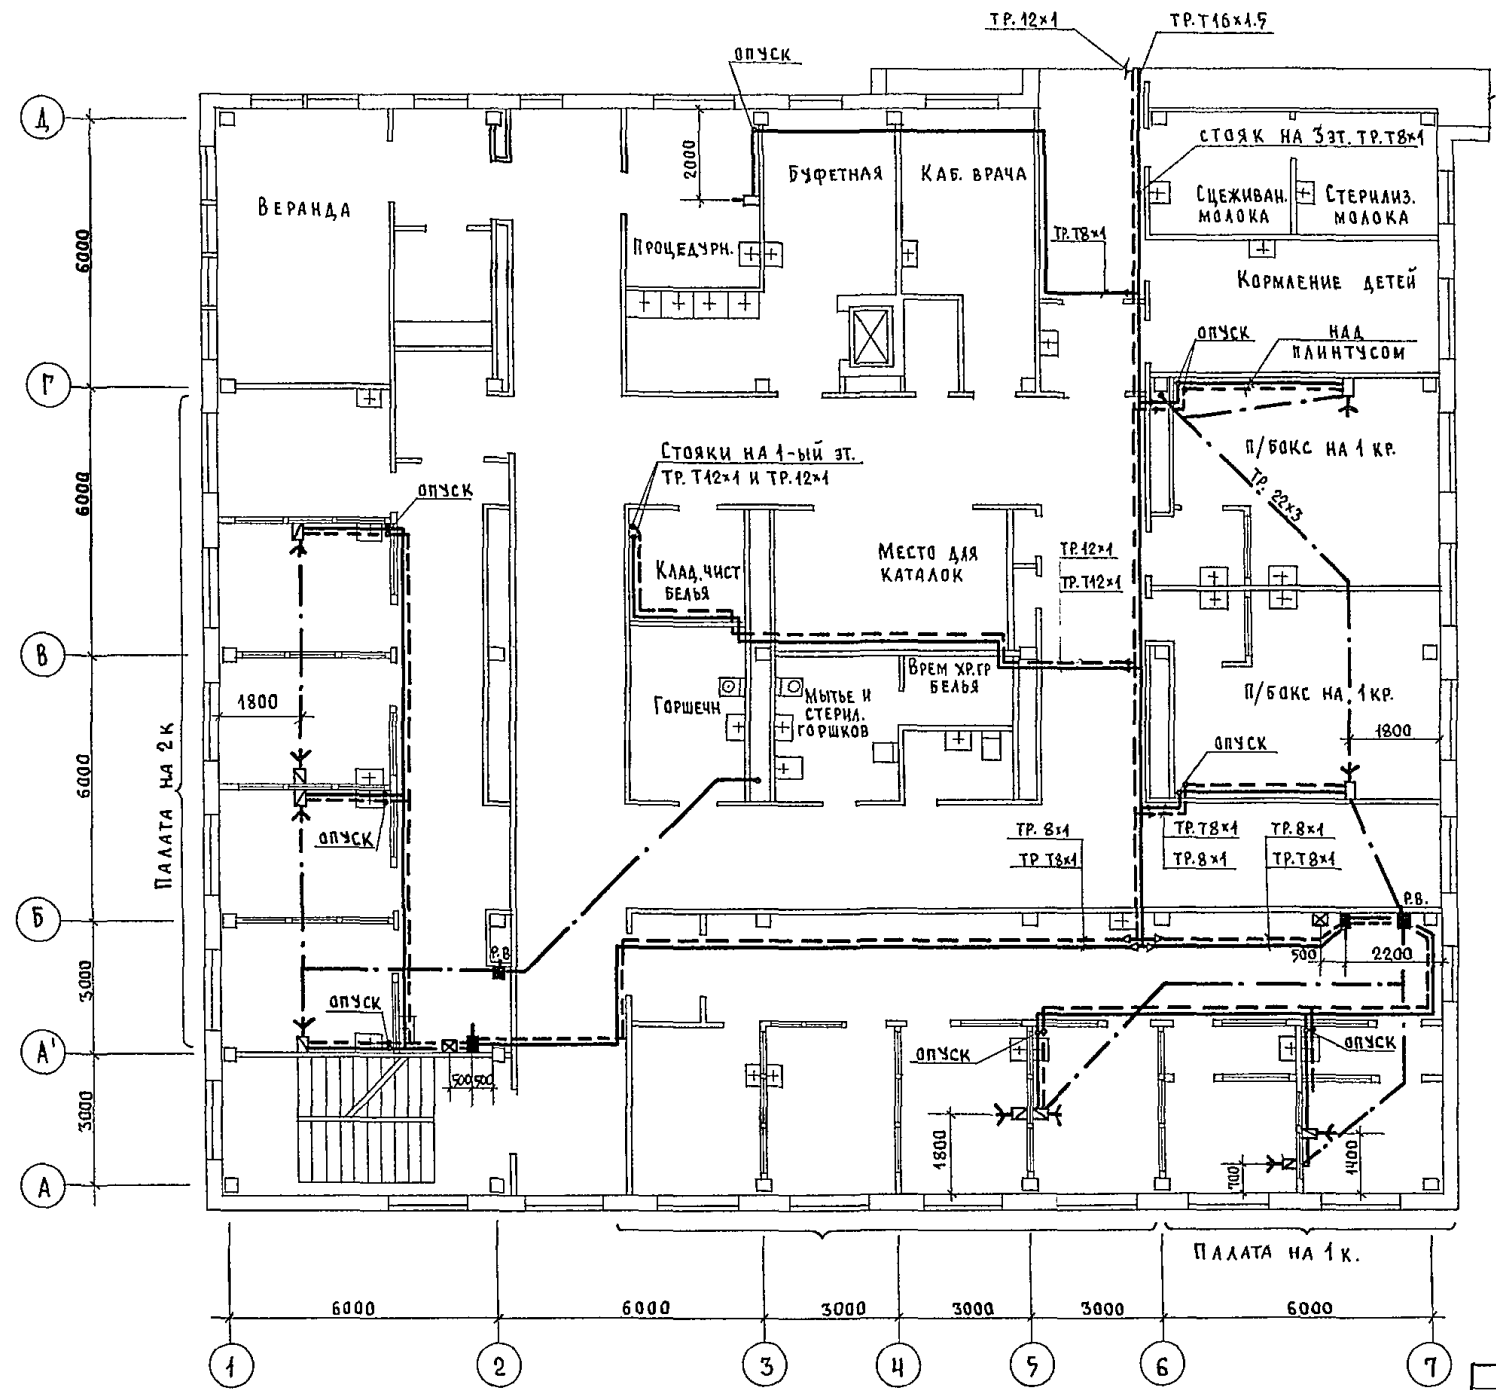 ТР.12×1
ТР.Т16×1.5
ОПУСК
Д
2000
БУФЕТНАЯ
КАБ. ВРАЧА
СТОЯК НА 3ЭТ. ТР.Т8×1
СЦЕЖИВАН.
МОЛОКА
СТЕРИЛИЗ.
МОЛОКА
ВЕРАНДА
ПРОЦЕДУРН.
ТР.Т8×1
6000
КОРМЛЕНИЕ ДЕТЕЙ
ОПУСК
НАД
ПЛИНТУСОМ
Г
СТОЯКИ НА 1-ЫЙ ЭТ.
ТР. Т12×1 И ТР.12×1
П/БОКС НА 1 КР.
ТР. 22×3
6000
ОПУСК
КЛАД.ЧИСТ
БЕЛЬЯ
МЕСТО ДЛЯ
КАТАЛОК
ТР.12×1
ТР.Т12×1
В
ВРЕМ ХР.ГР
БЕЛЬЯ
1800
ГОРШЕЧН
МЫТЬЕ И
СТЕРИЛ.
ГОРШКОВ
П/БОКС НА 1 КР.
1800
ПАЛАТА НА 2 К
6000
ОПУСК
ОПУСК
ТР. 8×1
ТР Т8×1
ТР.Т8×1
ТР.8×1
ТР.8×1
ТР.Т8×1
Б
Р.В.
Р.В
500
2200
3000
ОПУСК
А'
ОПУСК
ОПУСК
500
500
3000
1800
700
1400
А
ПАЛАТА НА 1 К.
6000
6000
3000
3000
3000
6000
1
2
3
4
5
6
7